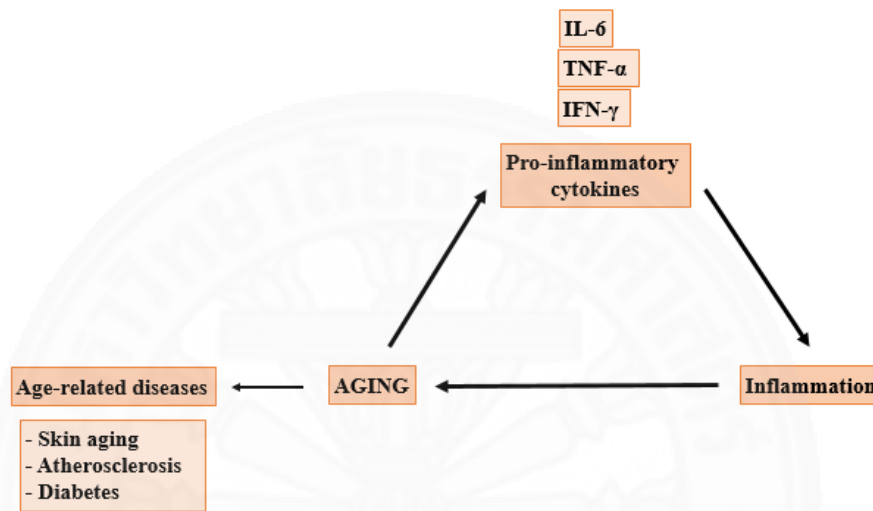 IL-6
TNF-α
IFN-γ
Pro-inflammatory
cytokines
Age-related diseases
AGING
Inflammation
- Skin aging
- Atherosclerosis
- Diabetes